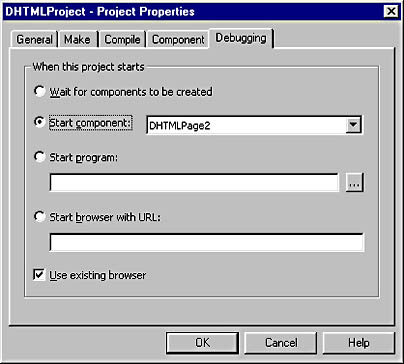 DHTMLProject - Project Properties
General Make Compile Component Debugging
When this project starts
Wait for components to be created
Start component: DHTMLPage2
Start program:
...
Start browser with URL:
Use existing browser
OK Cancel Help